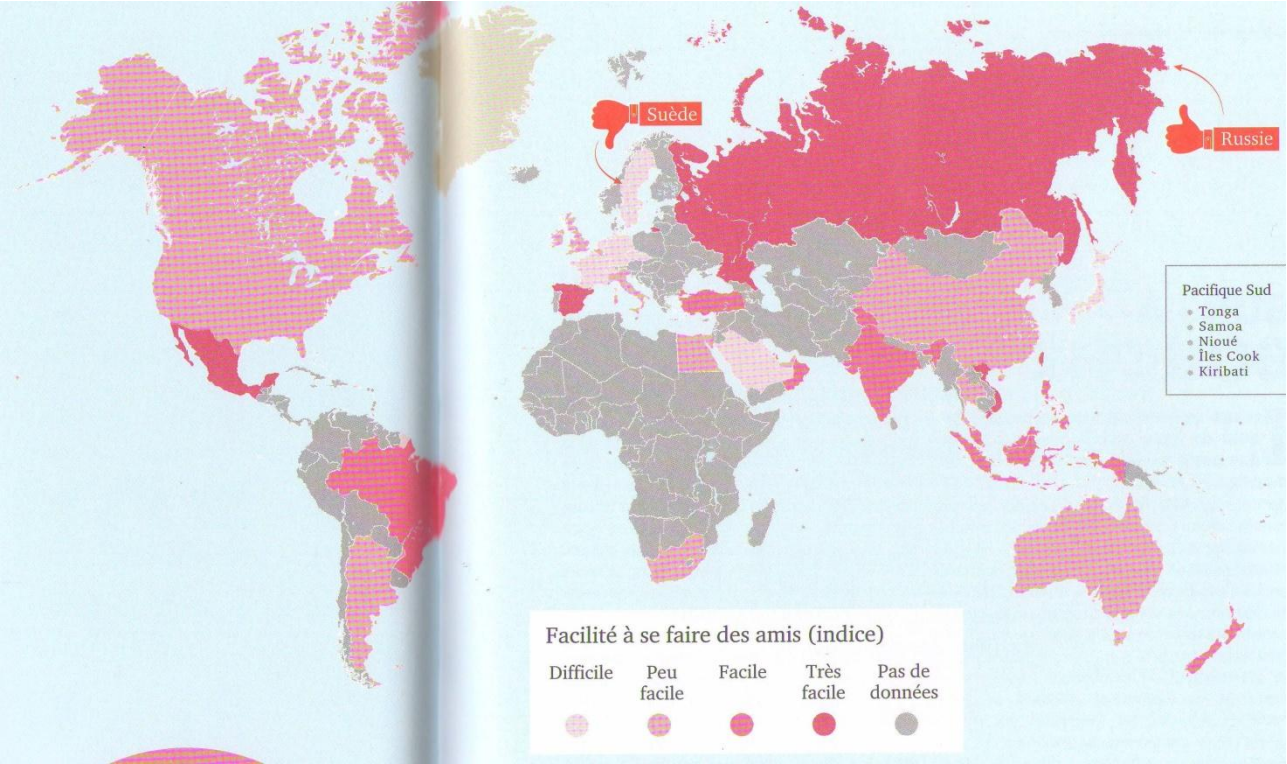 Suède
Russie
Pacifique Sud
Tonga
Samoa
Nioué
Îles Cook
Kiribati
Facilité à se faire des amis (indice)
Difficile
Peu
facile
Facile
Très
facile
Pas de
données